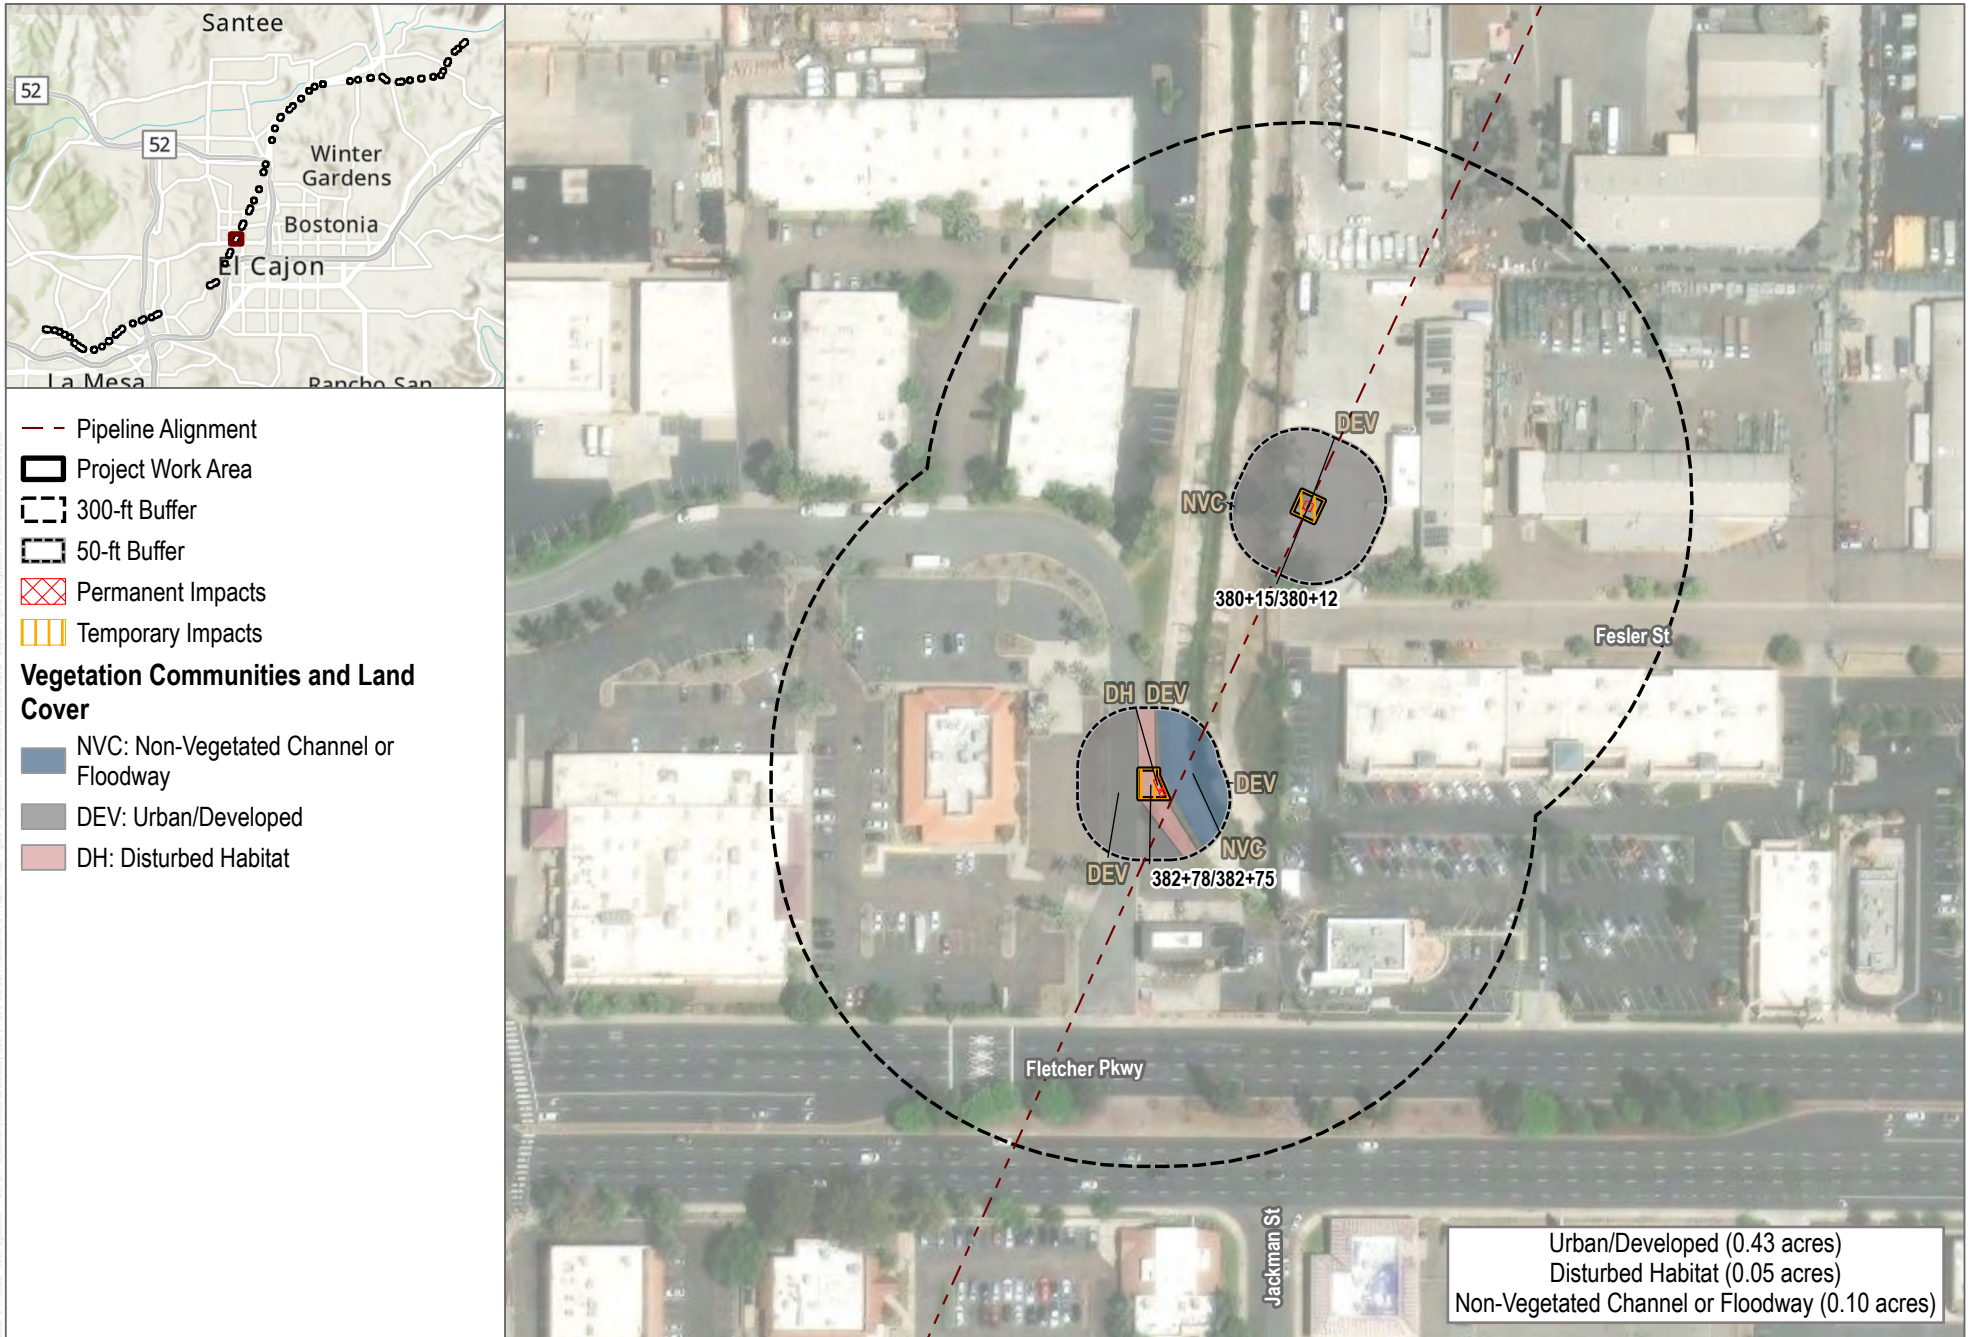 Santee
52
52
Winter
Gardens
Bostonia
El Cajon
La Mesa
Rancho San
Pipeline Alignment
Project Work Area
300-ft Buffer
50-ft Buffer
Permanent Impacts
Temporary Impacts
Vegetation Communities and Land
Cover
NVC: Non-Vegetated Channel or
Floodway
DEV: Urban/Developed
DH: Disturbed Habitat
DEV
NVC
380+15/380+12
Fesler St
DH DEV
DEV
NVC
DEV
382+78/382+75
Fletcher Pkwy
Jackman St
Urban/Developed (0.43 acres)
Disturbed Habitat (0.05 acres)
Non-Vegetated Channel or Floodway (0.10 acres)